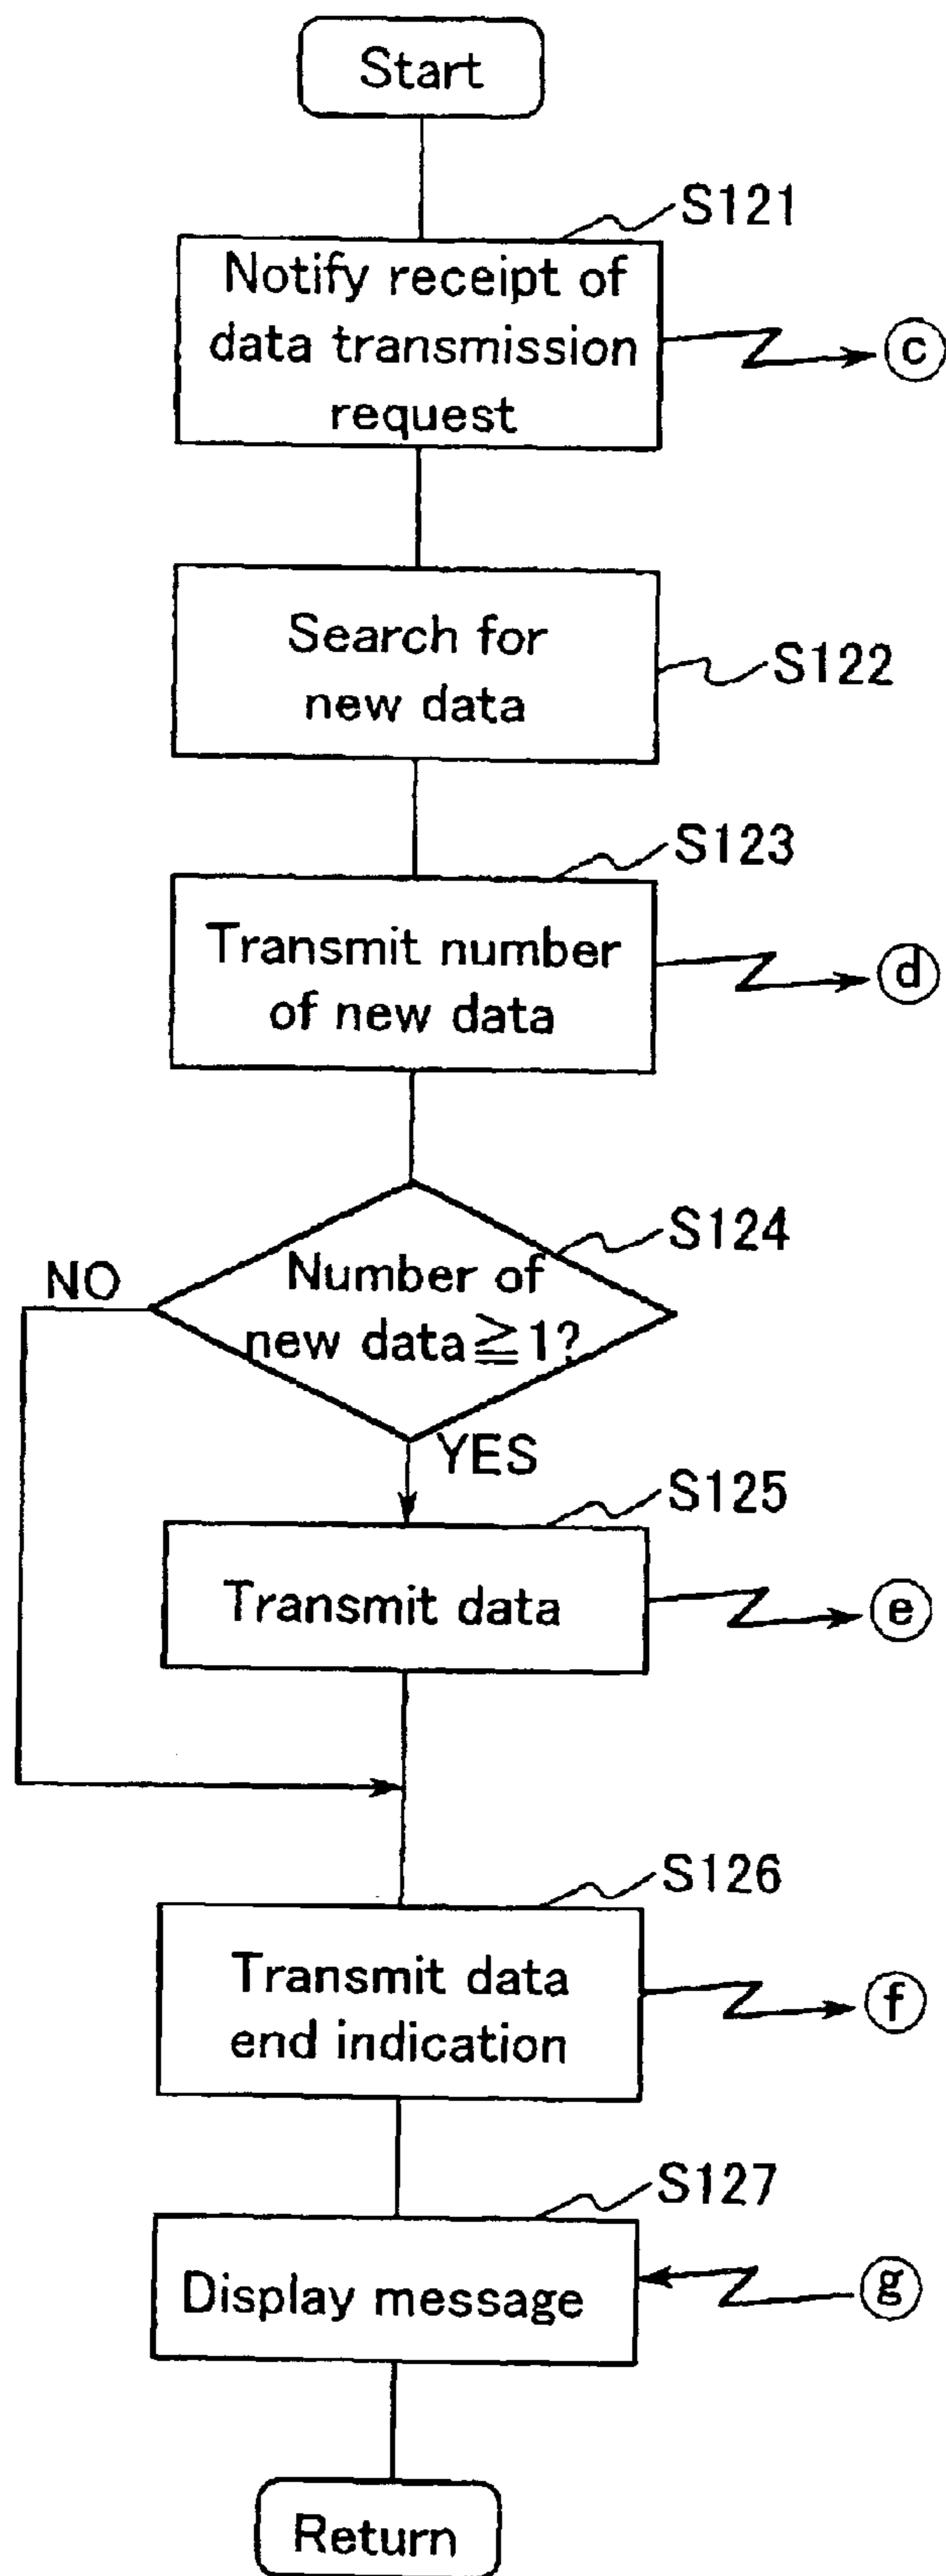 Start
S121
Notify receipt of
data transmission
request
c
Search for
new data
S122
S123
Transmit number
of new data
d
S124
NO
Number of
new data≧1?
YES
S125
Transmit data
e
S126
Transmit data
end indication
f
S127
Display message
g
Return